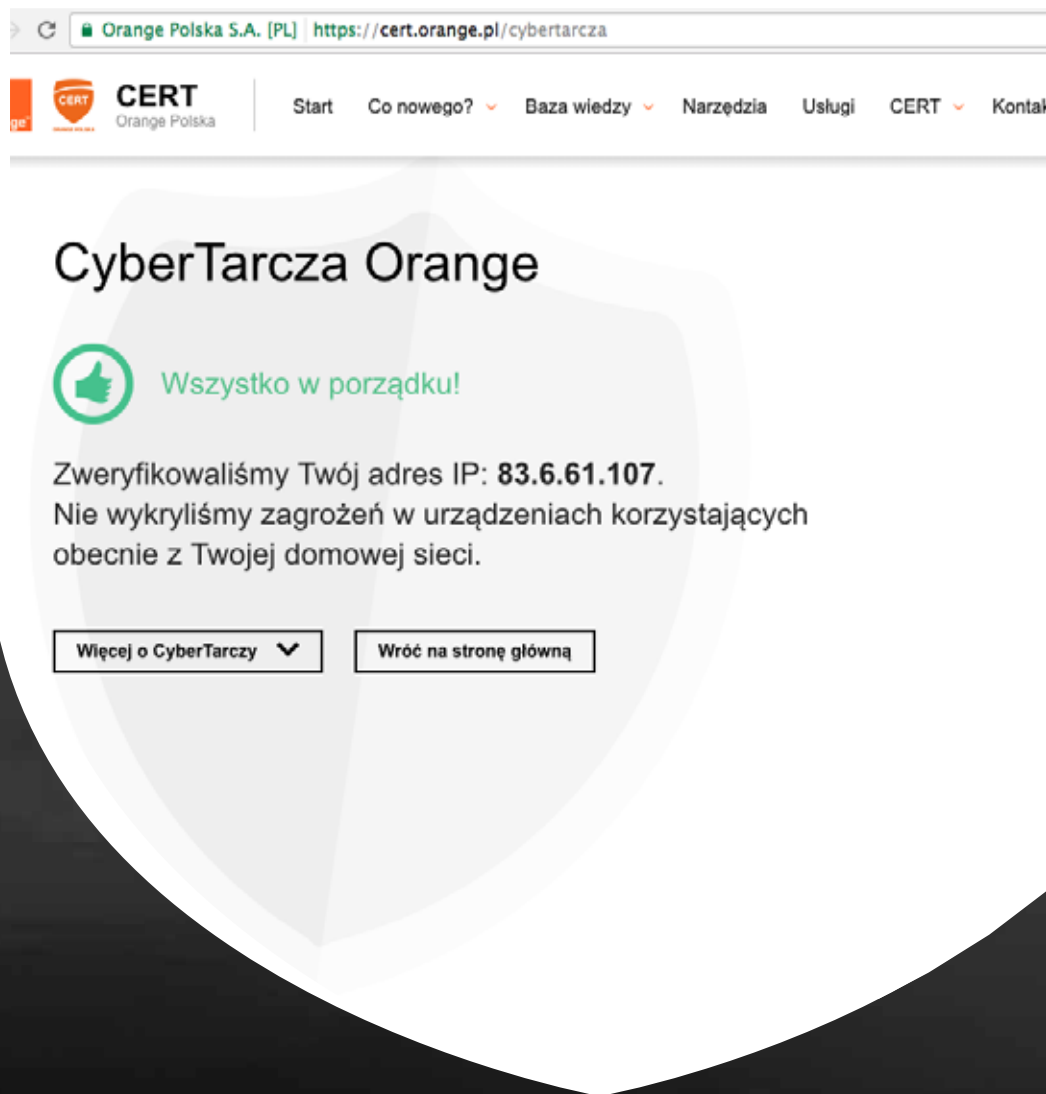 Orange Polska S.A. [PL] https://cert.orange.pl/cybertarcza
CERT
CERT
Orange Polska
Start Co nowego? Baza wiedzy Narzędzia Usługi CERT
CyberTarcza Orange
Wszystko w porządku!
Zweryfikowaliśmy Twój adres IP: 83.6.61.107.
Nie wykryliśmy zagrożeń w urządzeniach korzystających
obecnie z Twojej domowej sieci.
Więcej o CyberTarczy Wróć na stronę główną